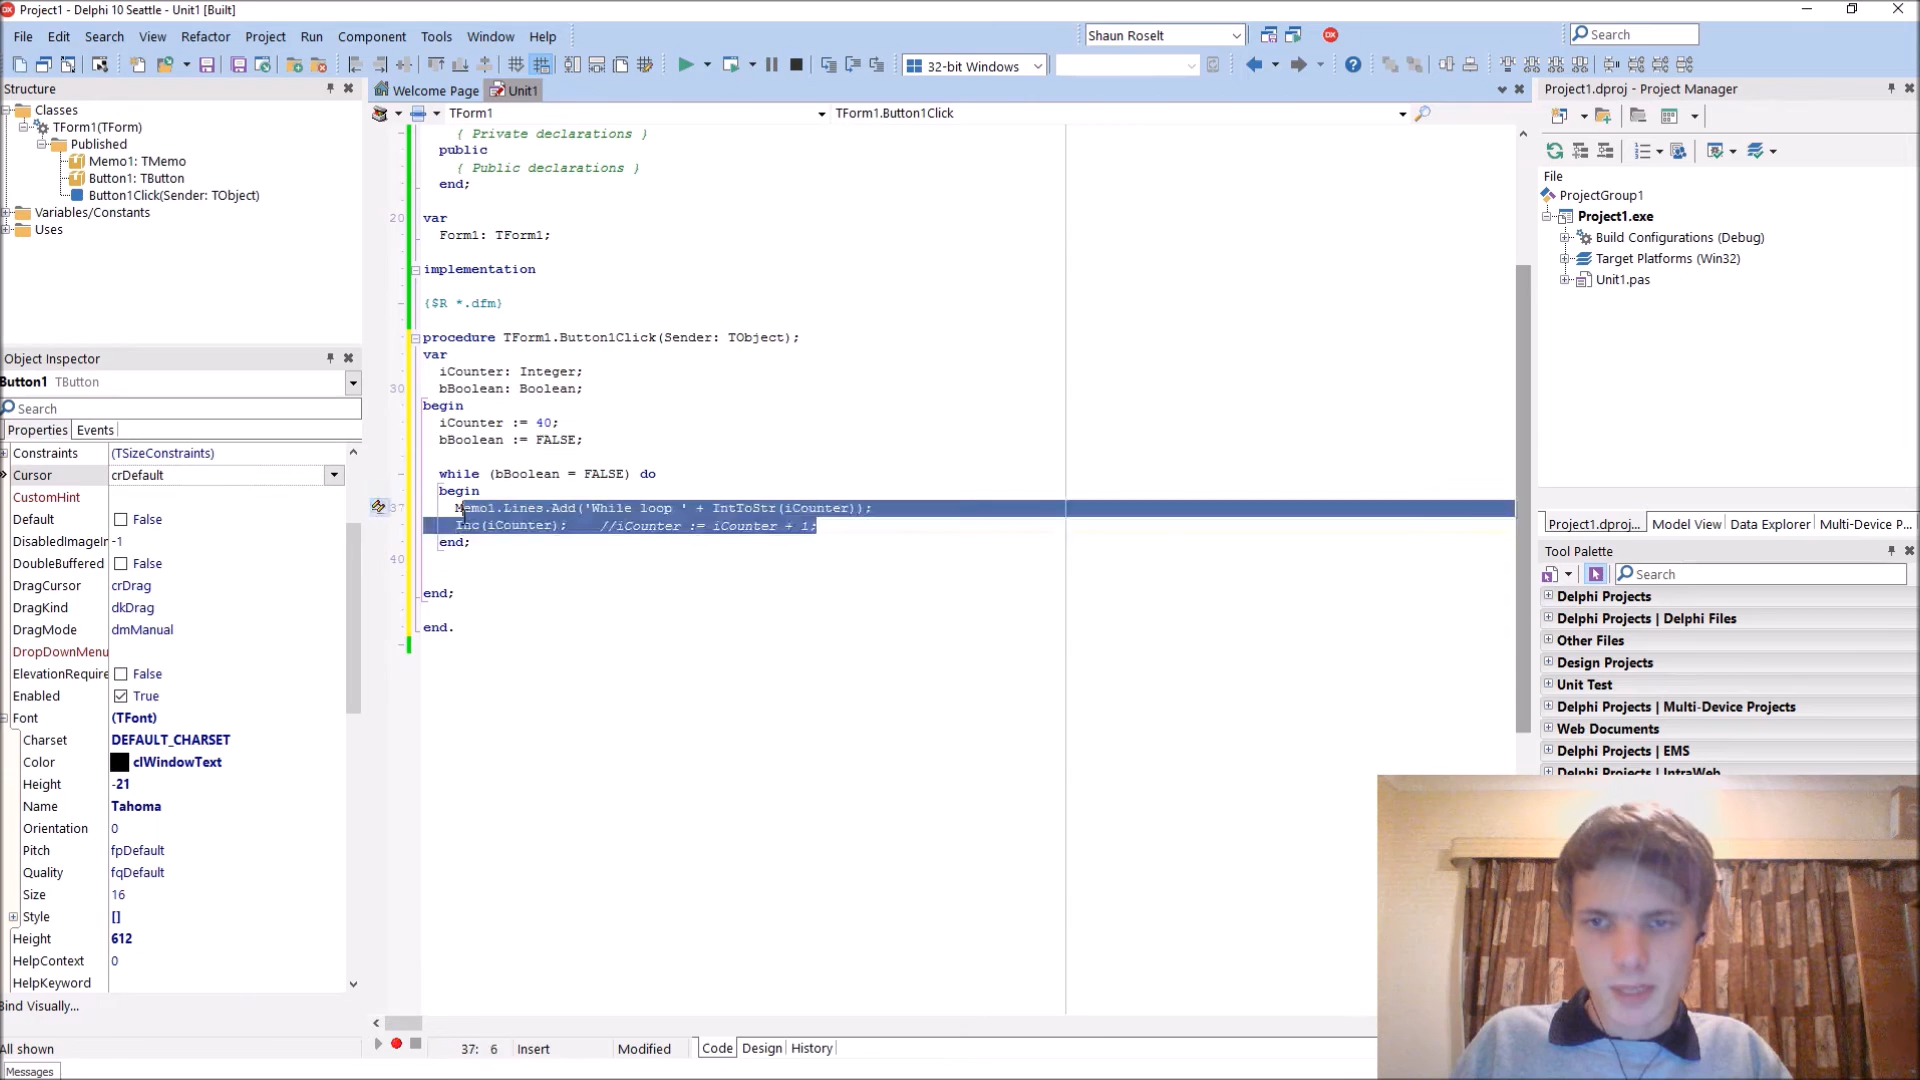 Project1 - Delphi 10 Seattle - Unit1 [Built]
File Edit Search View Refactor Project Run Component Tools Window Help
Shaun Roselt
Search
32-bit Windows
Structure
Classes
TForm1(TForm)
Published
Memo1: TMemo
Button1: TButton
Button1Click(Sender: TObject)
Variables/Constants
Uses
Object Inspector
Button1 TButton
Search
Properties Events
Constraints (TSizeConstraints)
Cursor crDefault
CustomHint
Default False
DisabledImageIn -1
DoubleBuffered False
DragCursor crDrag
DragKind dkDrag
DragMode dmManual
DropDownMenu
ElevationRequire False
Enabled True
Font (TFont)
Charset DEFAULT_CHARSET
Color clWindowText
Height -21
Name Tahoma
Orientation 0
Pitch fpDefault
Quality fqDefault
Size 16
Style []
Height 612
HelpContext 0
HelpKeyword
Bind Visually...
All shown
Messages
Welcome Page Unit1
TForm1 TForm1.Button1Click
{ Private declarations }
public
{ Public declarations }
end;
20 var
Form1: TForm1;
implementation
{$R *.dfm}
procedure TForm1.Button1Click(Sender: TObject);
var
iCounter: Integer;
30 bBoolean: Boolean;
begin
iCounter := 40;
bBoolean := FALSE;
while (bBoolean = FALSE) do
begin
37 Memo1.Lines.Add('While loop ' + IntToStr(iCounter));
Inc(iCounter); //iCounter := iCounter + 1;
end;
40
end;
end.
37: 6 Insert Modified Code Design History
Project1.dproj - Project Manager
File
ProjectGroup1
Project1.exe
Build Configurations (Debug)
Target Platforms (Win32)
Unit1.pas
Project1.dproj... Model View Data Explorer Multi-Device P...
Tool Palette
Search
Delphi Projects
Delphi Projects | Delphi Files
Other Files
Design Projects
Unit Test
Delphi Projects | Multi-Device Projects
Web Documents
Delphi Projects | EMS
Delphi Projects | IntraWeb